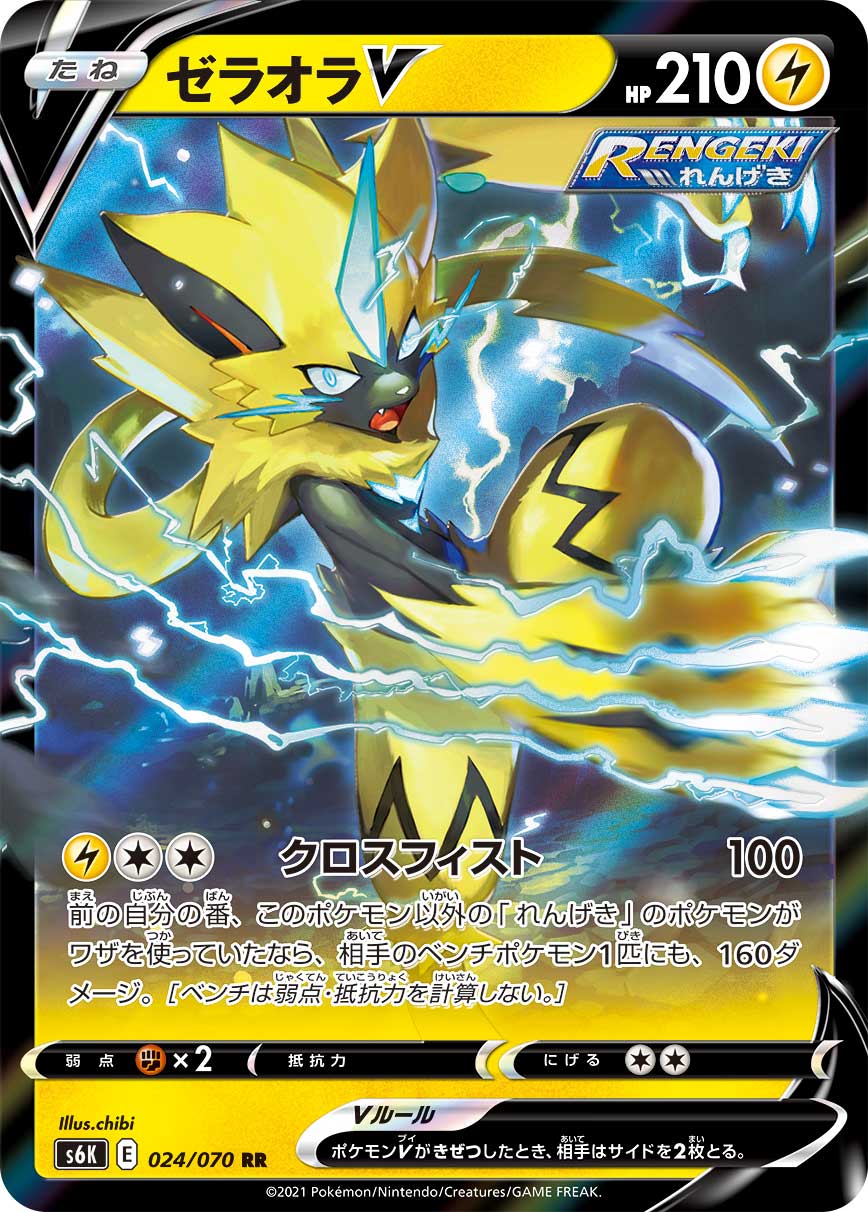 たね ゼラオラV HP 210
RENGEKI
れんげき
クロスフィスト 100
前の自分の番、このポケモン以外の「れんげき」のポケモンが
ワザを使っていたなら、相手のベンチポケモン1匹にも、160ダ
メージ。[ベンチは弱点・抵抗力を計算しない。]
弱点 ×2 抵抗力 にげる
Illus.chibi
Vルール
ポケモンVがきぜつしたとき、相手はサイドを2枚とる。
s6K E 024/070 RR
©2021 Pokémon/Nintendo/Creatures/GAME FREAK.